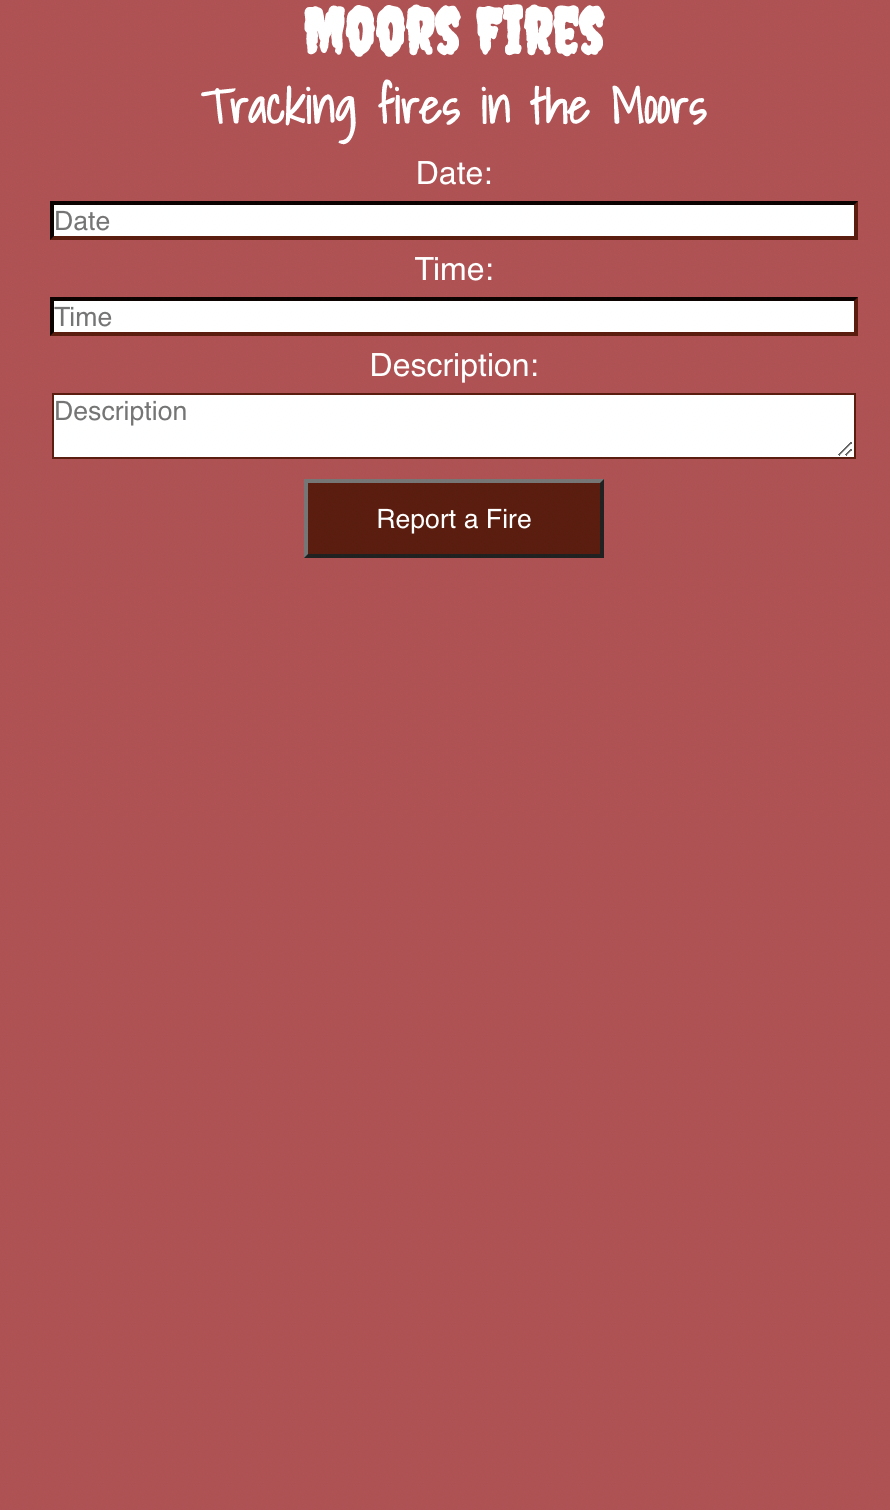 MOORS FIRES
Tracking fires in the Moors
Date:
Date
Time:
Time
Description:
Description
Report a Fire